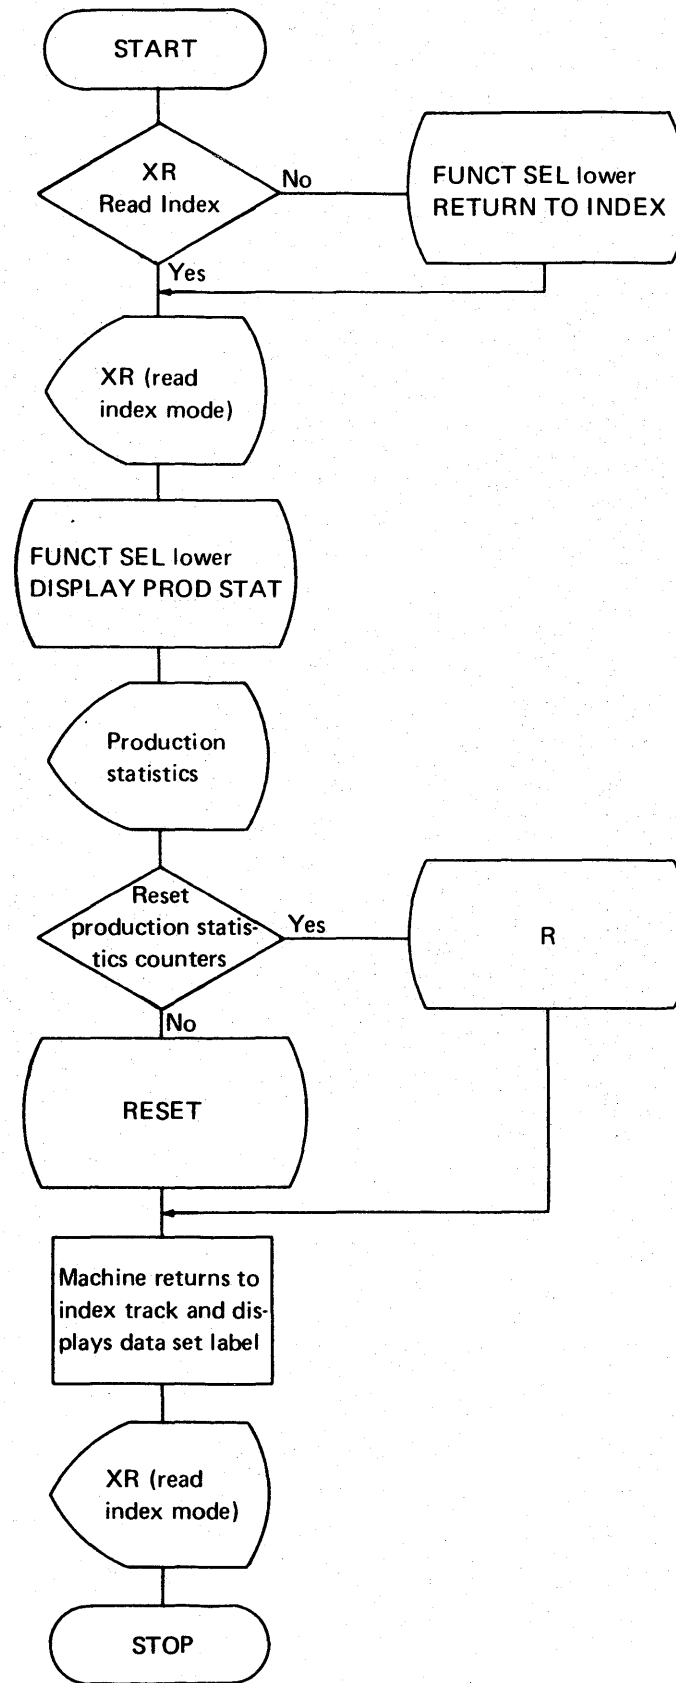 START
XR
Read Index
No
FUNCT SEL lower
RETURN TO INDEX
Yes
XR (read
index mode)
FUNCT SEL lower
DISPLAY PROD STAT
Production
statistics
Reset
production statis-
tics counters
Yes
R
No
RESET
Machine returns to
index track and dis-
plays data set label
XR (read
index mode)
STOP